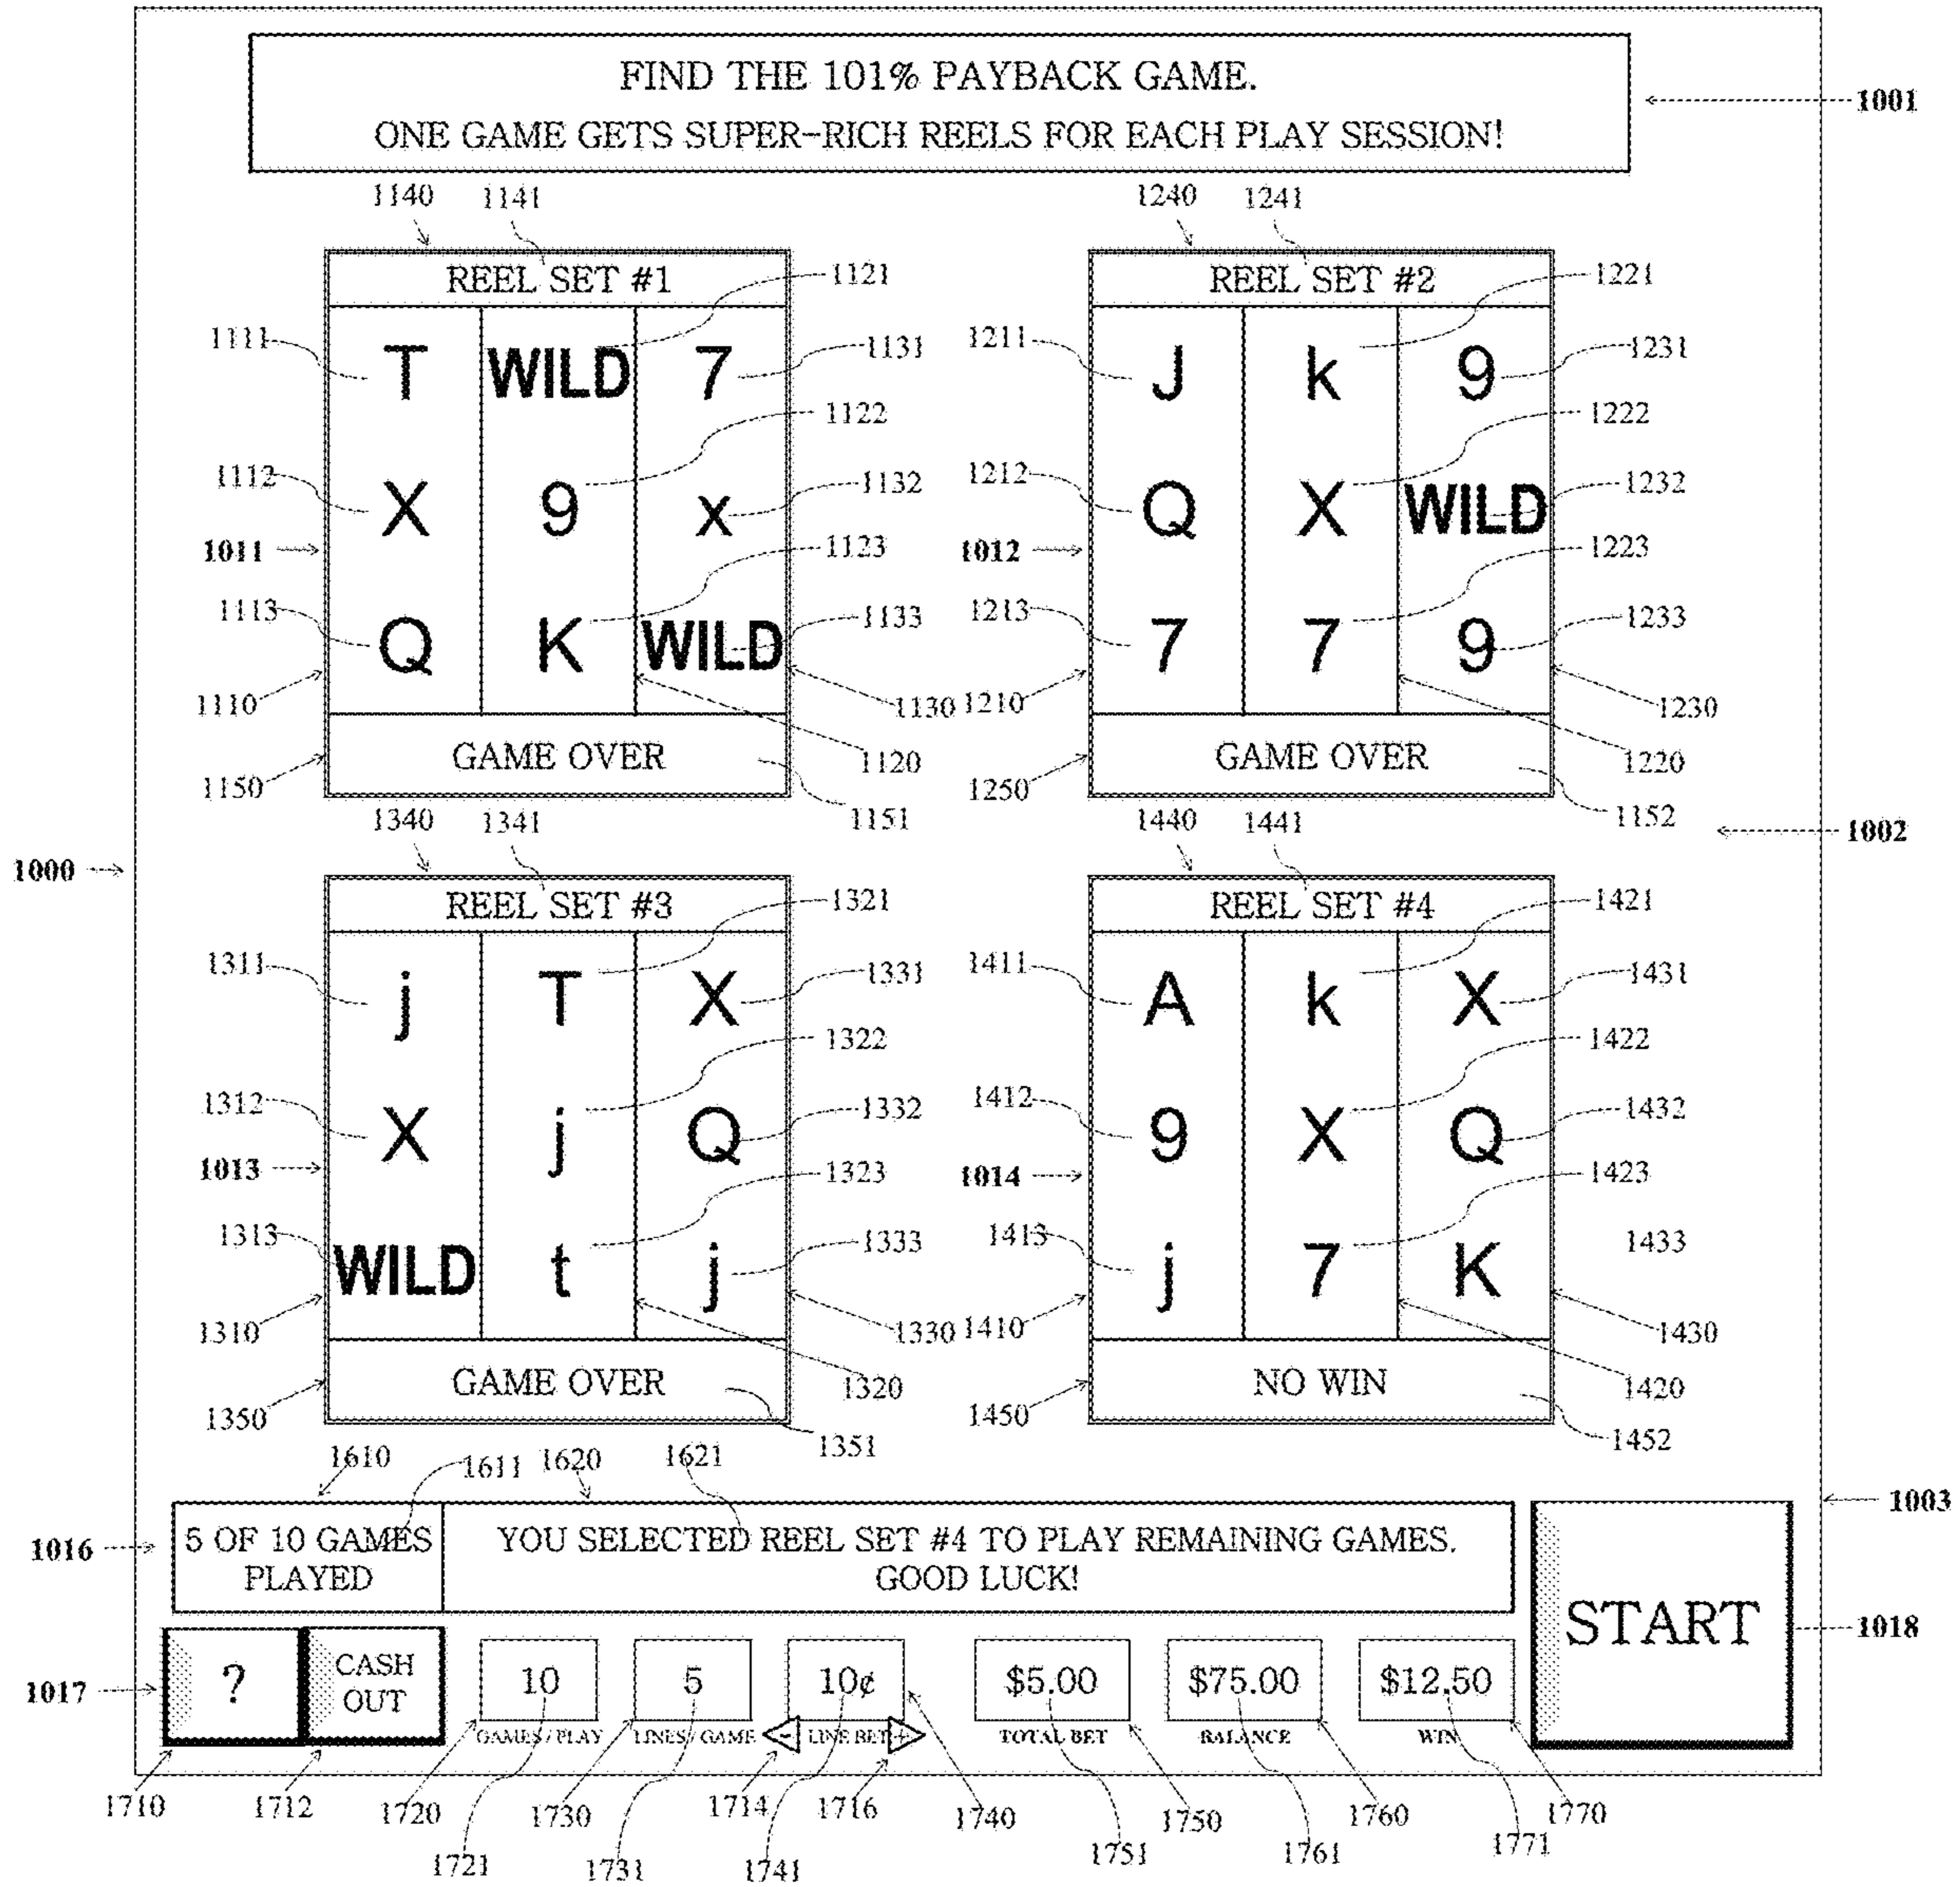 FIND THE 101% PAYBACK GAME.
1001
ONE GAME GETS SUPER-RICH REELS FOR EACH PLAY SESSION!
1140 1141 1240 1241
REEL SET #1 1121 REEL SET #2 1221
1111 T WILD 7 1131 1211 J k 9 1231
1122 1222
1112 X 9 x 1132 1212 Q X WILD 1232
1011 1123 1012 1223
1113 Q K WILD 1133 1213 7 7 9 1233
1110 1130 1210 1230
1150 GAME OVER 1120 1250 GAME OVER 1220
1340 1341 1151 1440 1441 1152
1000 1002
REEL SET #3 1321 REEL SET #4 1421
1311 j T X 1331 1411 A k X 1431
1322 1422
1312 X j Q 1332 1412 9 X Q 1432
1013 1323 1014 1423
1313 WILD t j 1333 1413 j 7 K 1433
1310 1330 1410 1430
1350 GAME OVER 1320 1450 NO WIN 1420
1351 1452
1610 1611 1620 1621
1003
1016 5 OF 10 GAMES PLAYED
YOU SELECTED REEL SET #4 TO PLAY REMAINING GAMES.
GOOD LUCK!
START 1018
1017 ? CASH OUT 10 5 10¢ $5.00 $75.00 $12.50
GAMES / PLAY LINES / GAME - LINE BET + TOTAL BET BALANCE WIN
1710 1712 1720 1730 1714 1716 1740 1750 1760 1770
1721 1731 1741 1751 1761 1771